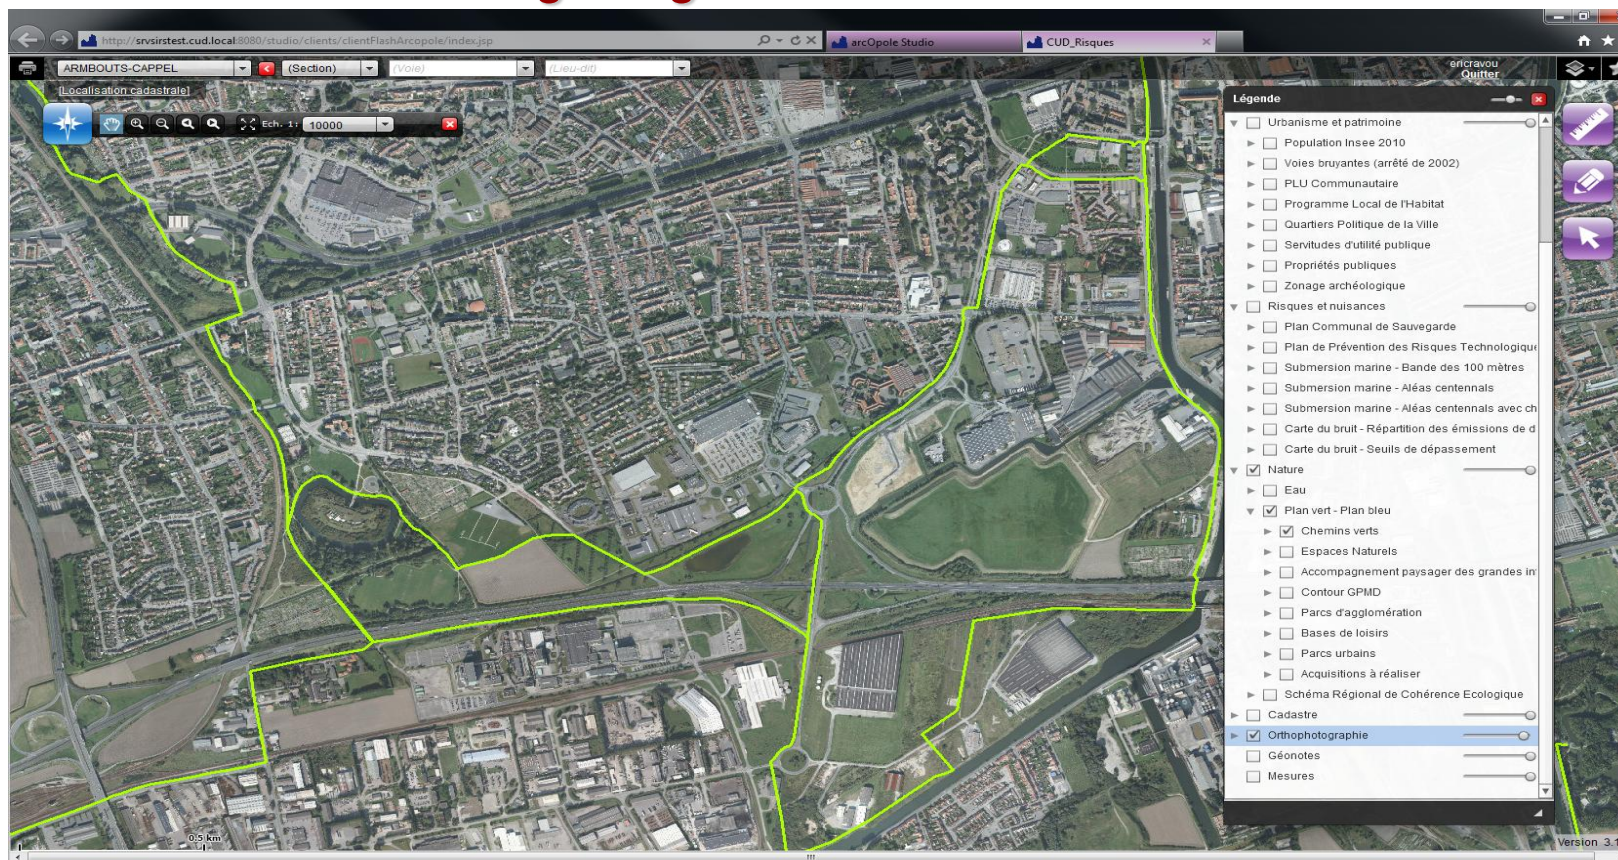 http://srvsirstest.cud.local:8080/studio/clients/clientFlashArcopole/index.jsp
arcOpole Studio
CUD_Risques
ARMBOUTS-CAPPEL
(Section)
(Voie)
(Lieu-dit)
ericravou
Quitter
[Localisation cadastrale]
Ech. 1: 10000
Légende
Urbanisme et patrimoine
Population Insee 2010
Voies bruyantes (arrêté de 2002)
PLU Communautaire
Programme Local de l'Habitat
Quartiers Politique de la Ville
Servitudes d'utilité publique
Propriétés publiques
Zonage archéologique
Risques et nuisances
Plan Communal de Sauvegarde
Plan de Prévention des Risques Technologique
Submersion marine - Bande des 100 mètres
Submersion marine - Aléas centennals
Submersion marine - Aléas centennals avec ch
Carte du bruit - Répartition des émissions de d
Carte du bruit - Seuils de dépassement
Nature
Eau
Plan vert - Plan bleu
Chemins verts
Espaces Naturels
Accompagnement paysager des grandes in
Contour GPMD
Parcs d'agglomération
Bases de loisirs
Parcs urbains
Acquisitions à réaliser
Schéma Régional de Cohérence Ecologique
Cadastre
Orthophotographie
Géonotes
Mesures
0.5 km
Version 3.1